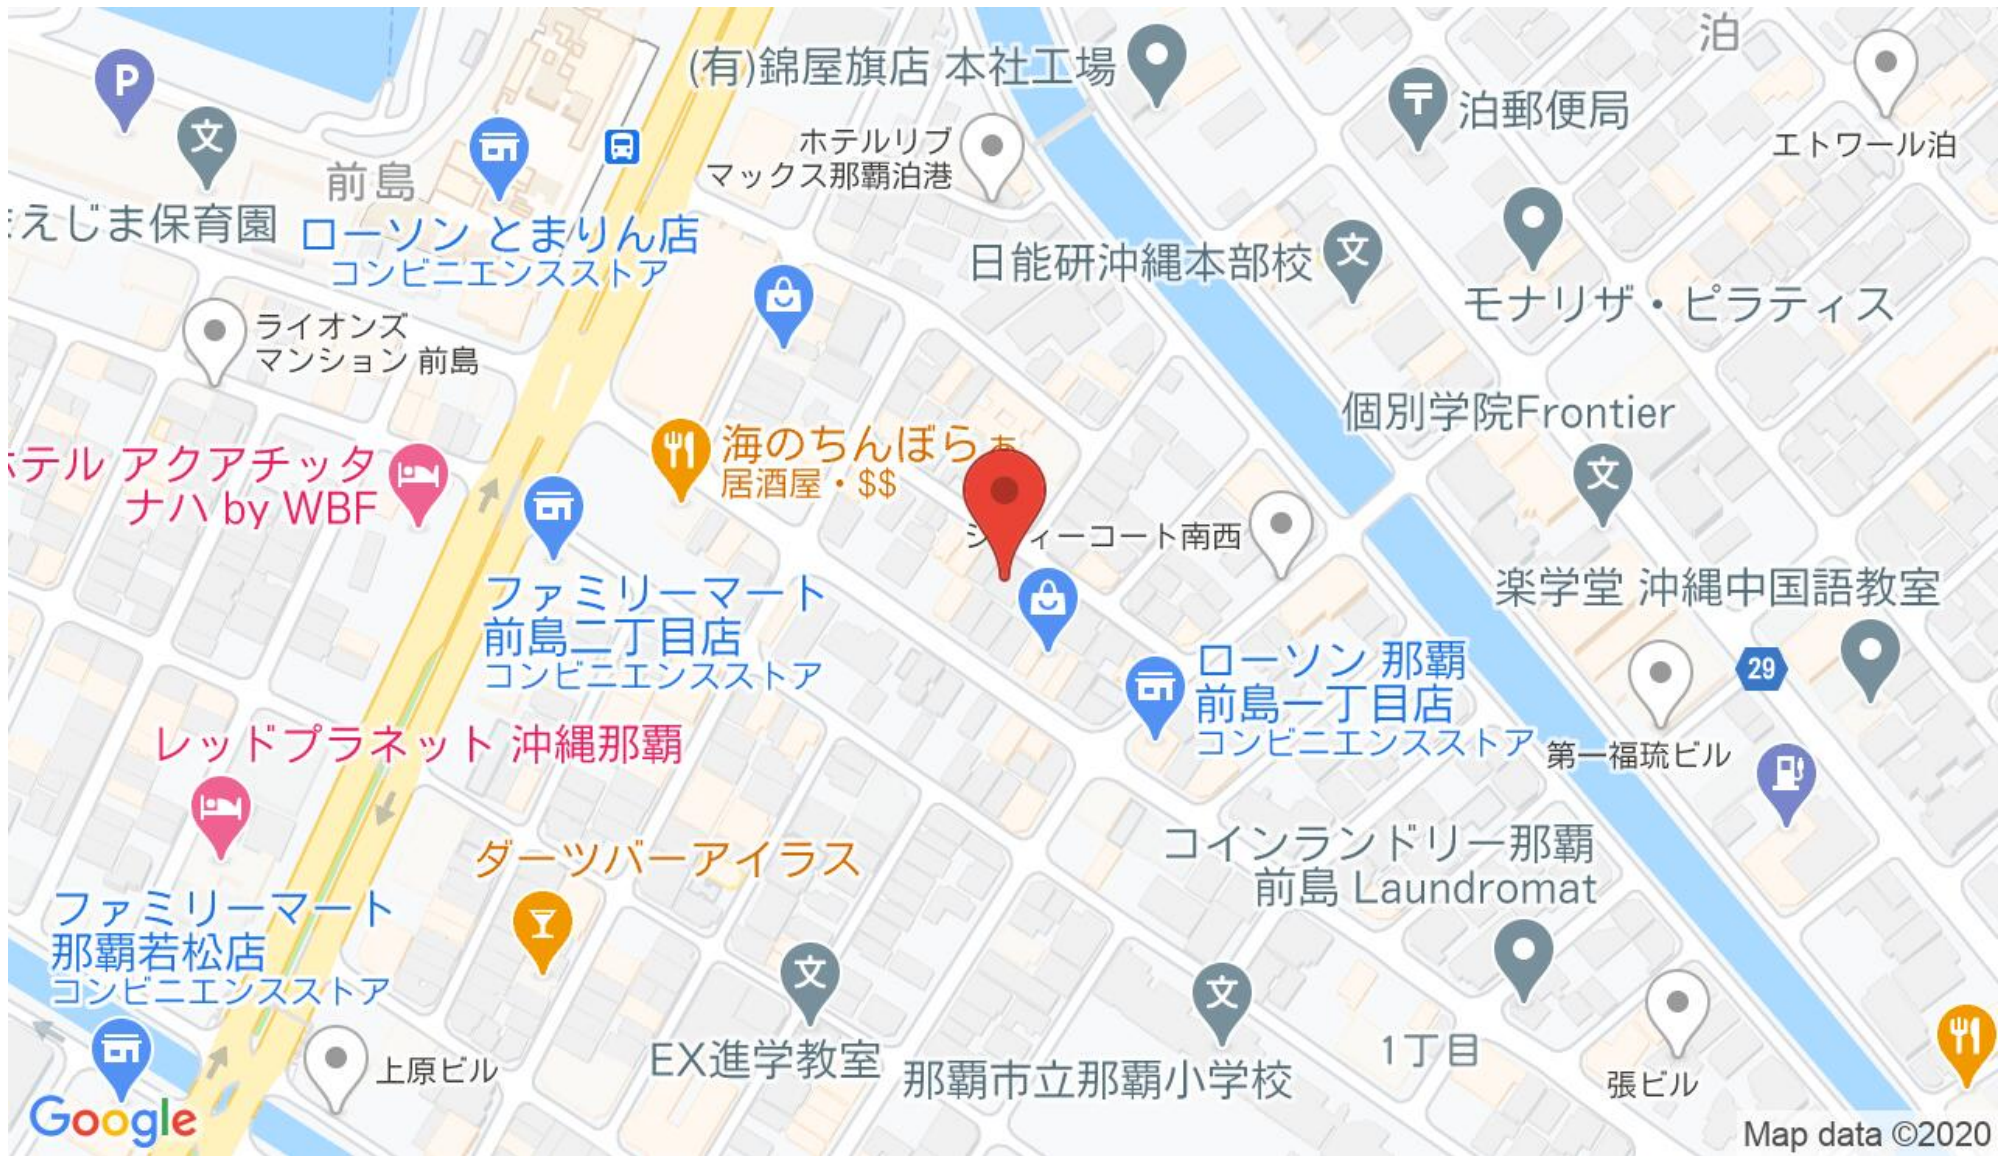 泊
(有)錦屋旗店 本社工場
P
文
〒
泊郵便局
ホテルリブ
マックス那覇泊港
エトワール泊
前島
えじま保育園
ローソン とまりん店
コンビニエンスストア
日能研沖縄本部校
文
モナリザ・ピラティス
ライオンズ
マンション 前島
個別学院Frontier
文
海のちんぼらぁ
居酒屋・$$
テル アクアチッタ
ナハ by WBF
ィーコート南西
ファミリーマート
前島二丁目店
コンビニエンスストア
楽学堂 沖縄中国語教室
ローソン 那覇
前島一丁目店
コンビニエンスストア
29
第一福琉ビル
レッドプラネット 沖縄那覇
コインランドリー那覇
前島 Laundromat
ダーツバーアイラス
ファミリーマート
那覇若松店
コンビニエンスストア
文
EX進学教室
文
那覇市立那覇小学校
1丁目
張ビル
上原ビル
Google
Map data ©2020